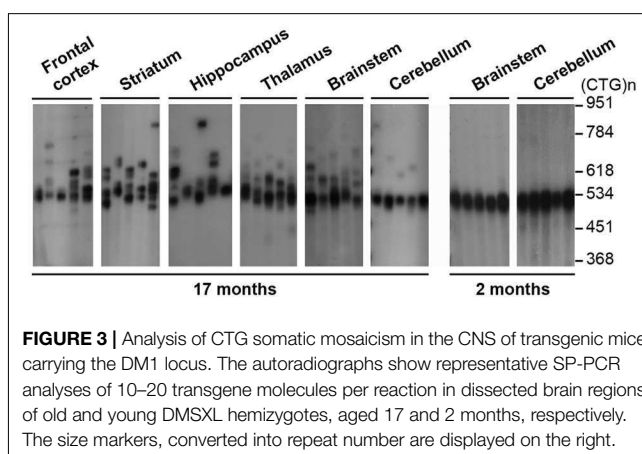 Frontal
cortex
Striatum
Hippocampus
Thalamus
Brainstem
Cerebellum
Brainstem
Cerebellum
(CTG)n
951
784
618
534
451
368
17 months
2 months
FIGURE 3 | Analysis of CTG somatic mosaicism in the CNS of transgenic mice
carrying the DM1 locus. The autoradiographs show representative SP-PCR
analyses of 10–20 transgene molecules per reaction in dissected brain regions
of old and young DMSXL hemizygotes, aged 17 and 2 months, respectively.
The size markers, converted into repeat number are displayed on the right.